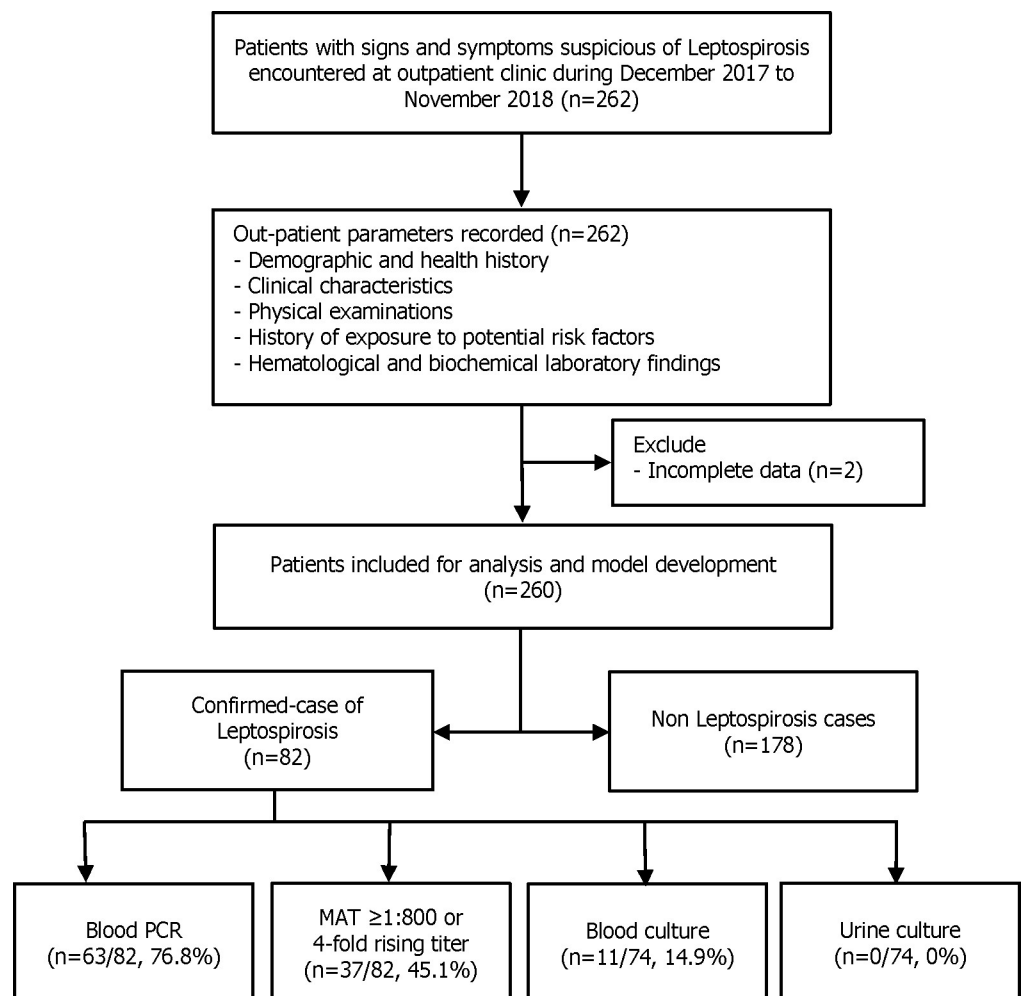 Patients with signs and symptoms suspicious of Leptospirosis
encountered at outpatient clinic during December 2017 to
November 2018 (n=262)
Out-patient parameters recorded (n=262)
- Demographic and health history
- Clinical characteristics
- Physical examinations
- History of exposure to potential risk factors
- Hematological and biochemical laboratory findings
Exclude
- Incomplete data (n=2)
Patients included for analysis and model development
(n=260)
Confirmed-case of
Leptospirosis
(n=82)
Non Leptospirosis cases
(n=178)
Blood PCR
(n=63/82, 76.8%)
MAT ≥1:800 or
4-fold rising titer
(n=37/82, 45.1%)
Blood culture
(n=11/74, 14.9%)
Urine culture
(n=0/74, 0%)